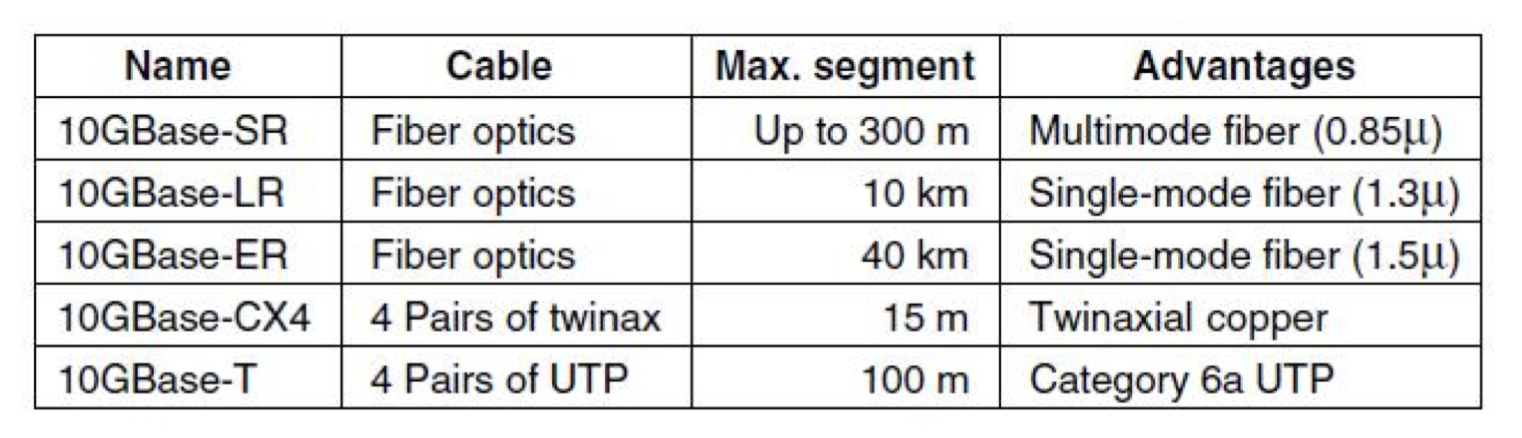 Name Cable Max. segment Advantages
10GBase-SR Fiber optics Up to 300 m Multimode fiber (0.85μ)
10GBase-LR Fiber optics 10 km Single-mode fiber (1.3μ)
10GBase-ER Fiber optics 40 km Single-mode fiber (1.5μ)
10GBase-CX4 4 Pairs of twinax 15 m Twinaxial copper
10GBase-T 4 Pairs of UTP 100 m Category 6a UTP